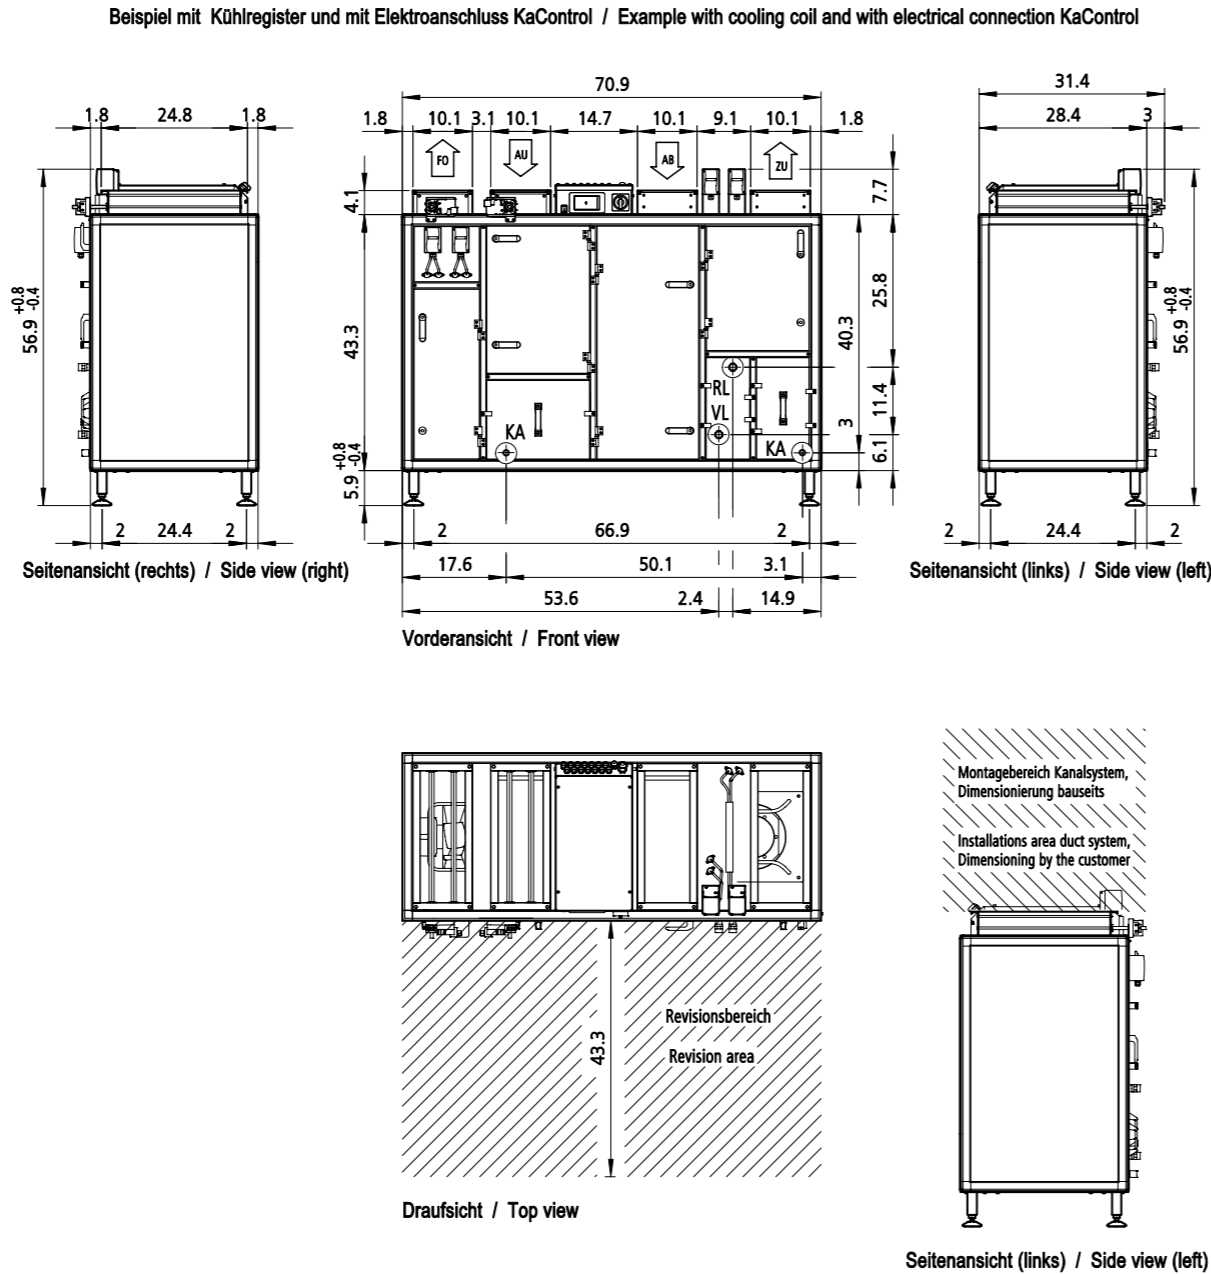 Beispiel mit Kühlregister und mit Elektroanschluss KaControl / Example with cooling coil and with electrical connection KaControl
1.8 24.8 1.8
56.9 +0.8 -0.4
2 24.4 2
Seitenansicht (rechts) / Side view (right)
70.9
1.8 10.1 3.1 10.1 14.7 10.1 9.1 10.1 1.8
FO AU AB ZU
4.1
7.7
43.3
25.8
40.3
RL
VL
11.4
3
KA KA
6.1
5.9 +0.8 -0.4
2 66.9 2
17.6 50.1 3.1
53.6 2.4 14.9
Vorderansicht / Front view
31.4
28.4 3
56.9 +0.8 -0.4
2 24.4 2
Seitenansicht (links) / Side view (left)
43.3
Revisionsbereich
Revision area
Draufsicht / Top view
Montagebereich Kanalsystem,
Dimensionierung bauseits
Installations area duct system,
Dimensioning by the customer
Seitenansicht (links) / Side view (left)